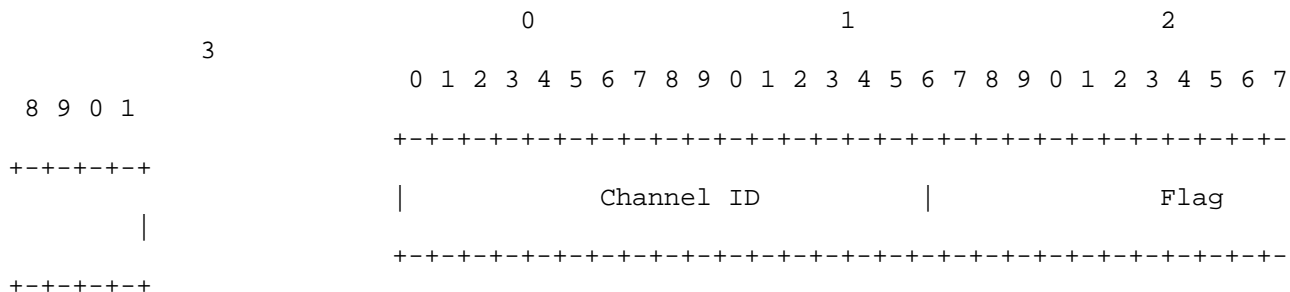 0                   1                   2
3
0 1 2 3 4 5 6 7 8 9 0 1 2 3 4 5 6 7 8 9 0 1 2 3 4 5 6 7
8 9 0 1
+-+-+-+-+-+-+-+-+-+-+-+-+-+-+-+-+-+-+-+-+-+-+-+-+-+-+-+-
+-+-+-+-+
|            Channel ID          |              Flag
|
+-+-+-+-+-+-+-+-+-+-+-+-+-+-+-+-+-+-+-+-+-+-+-+-+-+-+-+-
+-+-+-+-+